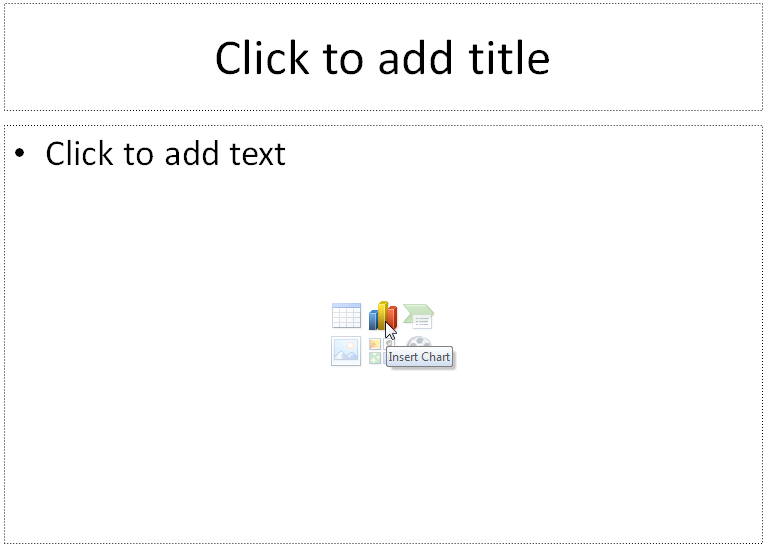 Click to add title
• Click to add text
Insert Chart